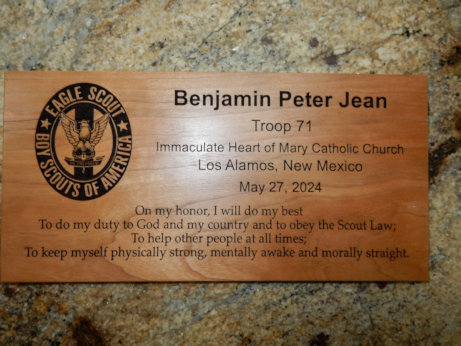 EAGLE SCOUT
BOY SCOUTS OF AMERICA
Benjamin Peter Jean
Troop 71
Immaculate Heart of Mary Catholic Church
Los Alamos, New Mexico
May 27, 2024
On my honor, I will do my best
To do my duty to God and my country and to obey the Scout Law;
To help other people at all times;
To keep myself physically strong, mentally awake and morally straight.